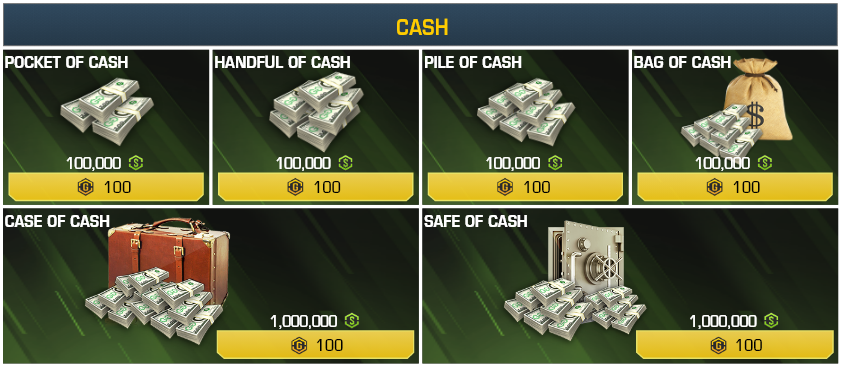 CASH
POCKET OF CASH
100,000
100
HANDFUL OF CASH
100,000
100
PILE OF CASH
100,000
100
BAG OF CASH
$
100,000
100
CASE OF CASH
1,000,000
100
SAFE OF CASH
1,000,000
100